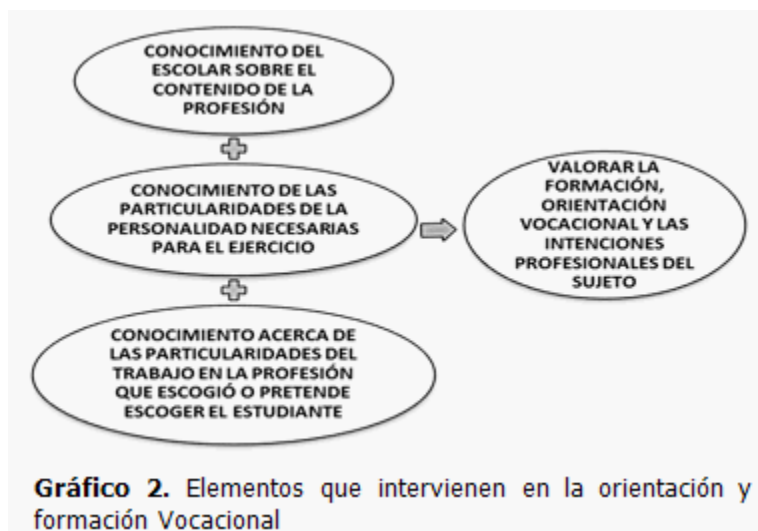 CONOCIMIENTO DEL
ESCOLAR SOBRE EL
CONTENIDO DE LA
PROFESIÓN
CONOCIMIENTO DE LAS
PARTICULARIDADES DE LA
PERSONALIDAD NECESARIAS
PARA EL EJERCICIO
CONOCIMIENTO ACERCA DE
LAS PARTICULARIDADES DEL
TRABAJO EN LA PROFESIÓN
QUE ESCOGIÓ O PRETENDE
ESCOGER EL ESTUDIANTE
VALORAR LA
FORMACIÓN,
ORIENTACIÓN
VOCACIONAL Y LAS
INTENCIONES
PROFESIONALES DEL
SUJETO
Gráfico 2. Elementos que intervienen en la orientación y
formación Vocacional